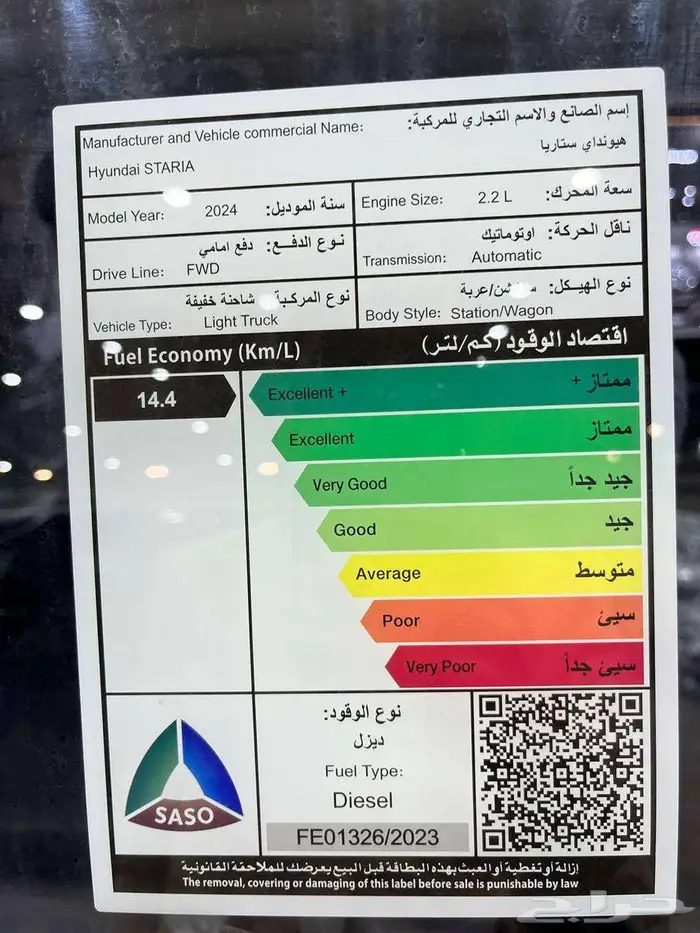 إسم الصانع والاسم التجاري للمركبة:
Manufacturer and Vehicle commercial Name:
هيونداي ستاريا
Hyundai STARIA
سنة الموديل:
Model Year: 2024
سعة المحرك:
Engine Size: 2.2 L
نوع الدفع: دفع امامي
Drive Line: FWD
ناقل الحركة: اوتوماتيك
Transmission: Automatic
نوع المركبة شاحنة خفيفة
Vehicle Type: Light Truck
نوع الهيكل:
Body Style: Station/Wagon
Fuel Economy (Km/L)
اقتصاد الوقود (كم/لتر)
14.4
Excellent + ممتاز +
Excellent ممتاز
Very Good جيد جداً
Good جيد
Average متوسط
Poor سيئ
Very Poor سيئ جداً
SASO
نوع الوقود:
ديزل
Fuel Type:
Diesel
FE01326/2023
إزالة أو تغطية أو العبث بهذه البطاقة قبل البيع يعرضك للملاحقة القانونية
The removal, covering or damaging of this label before sale is punishable by law
حراج